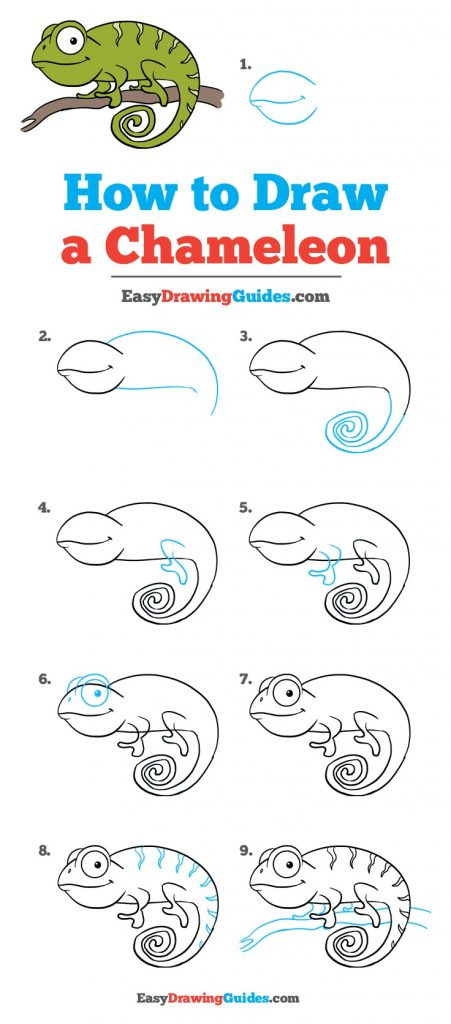 1.
How to Draw
a Chameleon
EasyDrawingGuides.com
2.
3.
4.
5.
6.
7.
8.
9.
EasyDrawingGuides.com